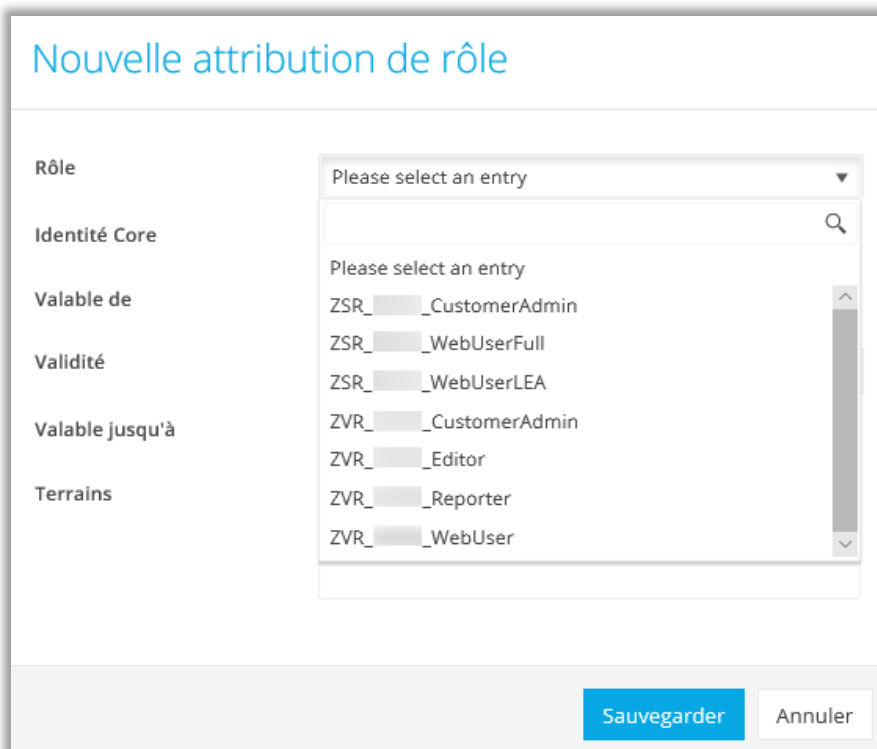 Nouvelle attribution de rôle
Rôle
Please select an entry
Identité Core
Please select an entry
Valable de
ZSR_ _CustomerAdmin
ZSR_ _WebUserFull
Validité
ZSR_ _WebUserLEA
Valable jusqu'à
ZVR_ _CustomerAdmin
ZVR_ _Editor
Terrains
ZVR_ _Reporter
ZVR_ _WebUser
Sauvegarder
Annuler